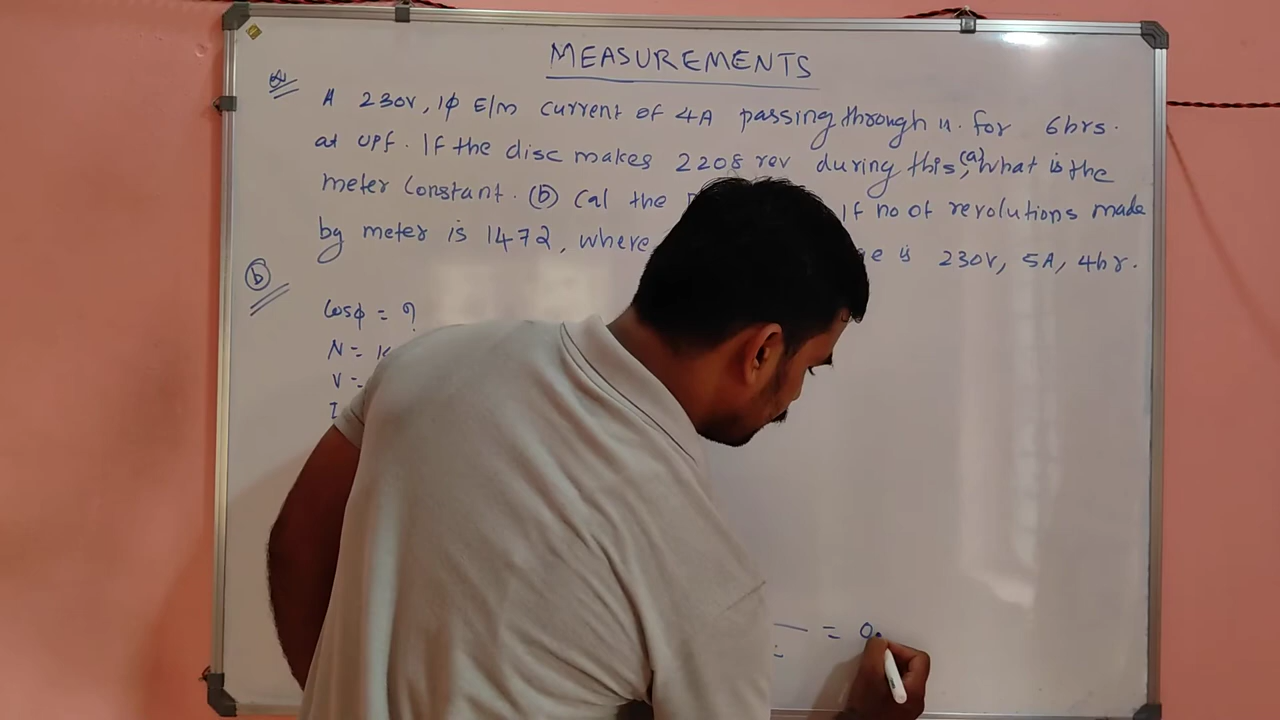 MEASUREMENTS
A 230V, 1φ E/m current of 4A passing through it. for 6hrs.
at UPf. If the disc makes 2208 rev during this, (a) what is the
meter Constant. (b) Cal the If no of revolutions made
by meter is 1472, where is 230V, 5A, 4hr.
(b)
Cosφ = ?
N =
V =
I
= 0.